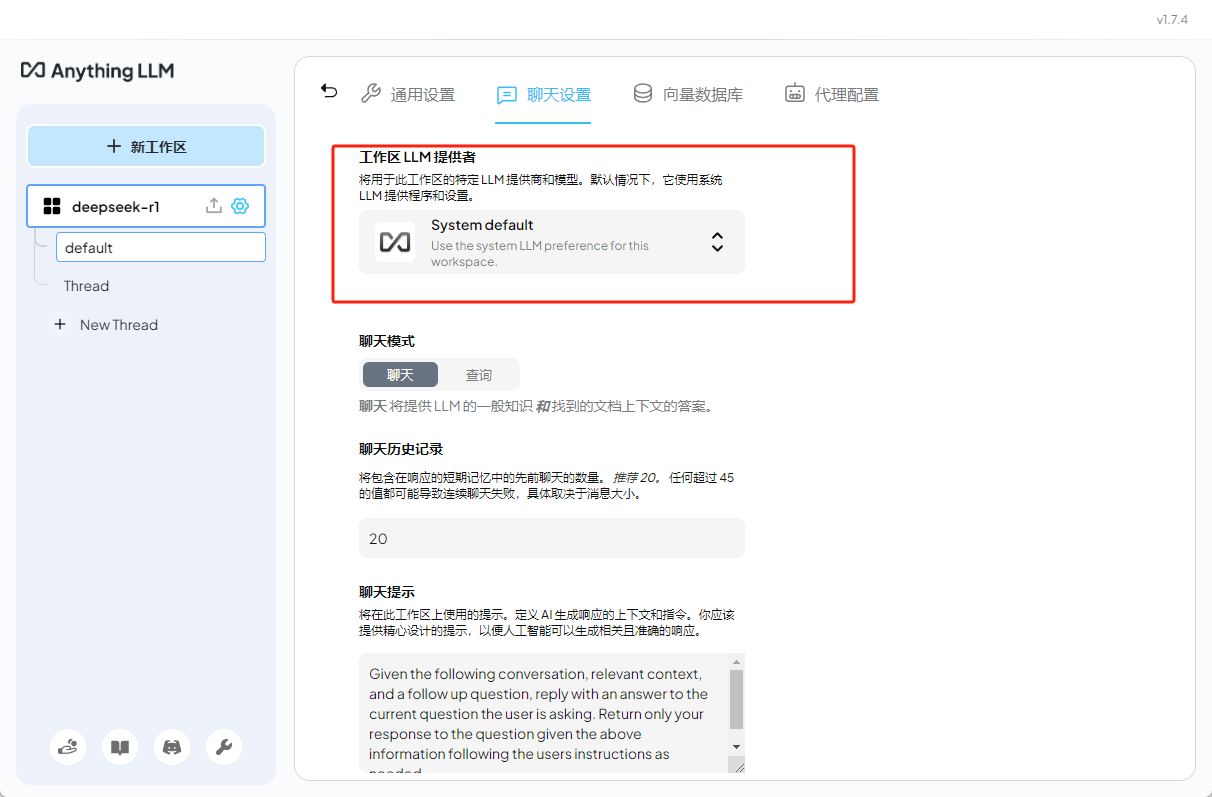 v1.7.4
Anything LLM
新工作区
deepseek-r1
default
Thread
New Thread
通用设置
聊天设置
向量数据库
代理配置
工作区 LLM 提供者
将用于此工作区的特定 LLM 提供商和模型。默认情况下，它使用系统
LLM 提供程序和设置。
System default
Use the system LLM preference for this
workspace.
聊天模式
聊天
查询
聊天 将提供 LLM 的一般知识 和 找到的文档上下文的答案。
聊天历史记录
将包含在响应的短期记忆中的先前聊天的数量。 推荐 20。 任何超过 45
的值都可能导致连续聊天失败，具体取决于消息大小。
20
聊天提示
将在此工作区上使用的提示。定义 AI 生成响应的上下文和指令。你应该
提供精心设计的提示，以便人工智能可以生成相关且准确的响应。
Given the following conversation, relevant context,
and a follow up question, reply with an answer to the
current question the user is asking. Return only your
response to the question given the above
information following the users instructions as
needed